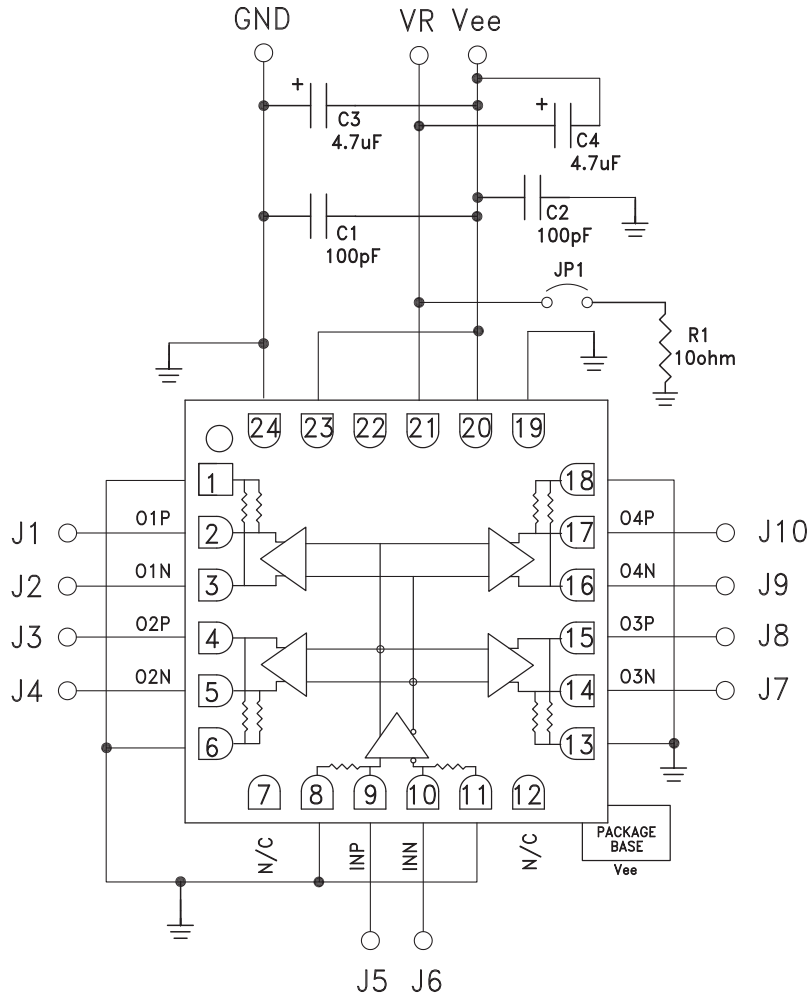 GND
VR Vee
+
C3
4.7uF
+
C4
4.7uF
C1
100pF
C2
100pF
JP1
R1
10ohm
24 23 22 21 20 19
1
18
J1 O1P 2
17 O4P J10
J2 O1N 3
16 O4N J9
J3 O2P 4
15 O3P J8
J4 O2N 5
14 O3N J7
6
13
7 8 9 10 11 12
N/C INP INN N/C
PACKAGE
BASE
Vee
J5 J6